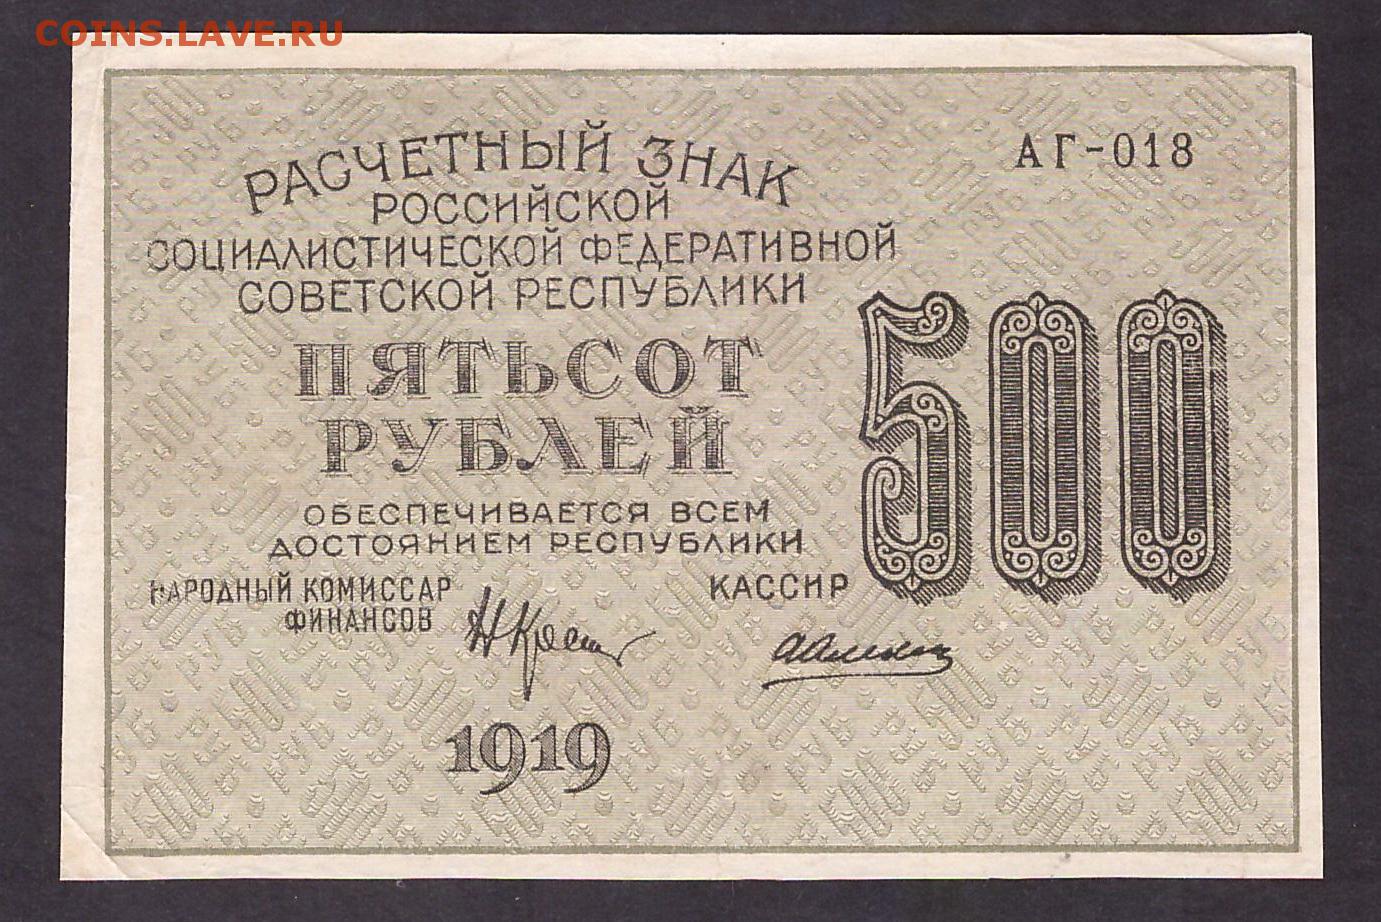 COINS.LAVE.RU
РАСЧЕТНЫЙ ЗНАК
АГ-018
РОССИЙСКОЙ
СОЦИАЛИСТИЧЕСКОЙ ФЕДЕРАТИВНОЙ
СОВЕТСКОЙ РЕСПУБЛИКИ
500
ПЯТЬСОТ
РУБЛЕЙ
ОБЕСПЕЧИВАЕТСЯ ВСЕМ
ДОСТОЯНИЕМ РЕСПУБЛИКИ
НАРОДНЫЙ КОМИССАР
ФИНАНСОВ
КАССИР
1919